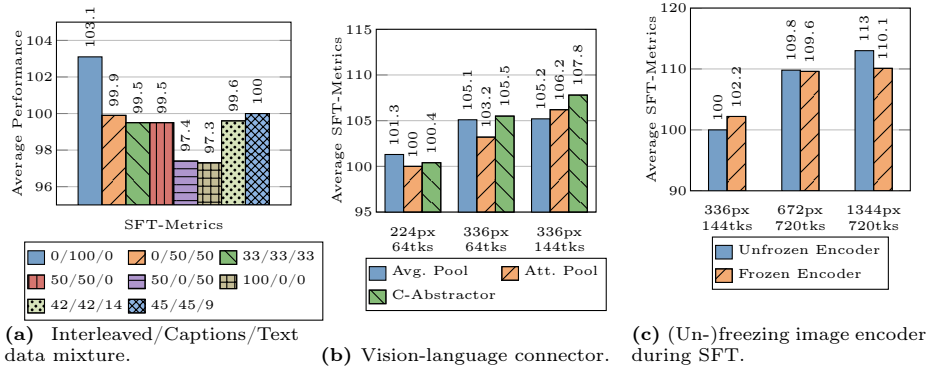 Average Performance
104
102
100
98
96
103.1
99.9
99.5
99.5
97.4
97.3
99.6
100
SFT-Metrics
0/100/0
0/50/50
33/33/33
50/50/0
50/0/50
100/0/0
42/42/14
45/45/9
(a) Interleaved/Captions/Text
data mixture.
Average SFT-Metrics
115
110
105
100
95
101.3
100
100.4
105.1
103.2
105.5
105.2
106.2
107.8
224px
64tks
336px
64tks
336px
144tks
Avg. Pool
Att. Pool
C-Abstractor
(b) Vision-language connector.
Average SFT-Metrics
120
110
100
90
100
102.2
109.8
109.6
113
110.1
336px
144tks
672px
720tks
1344px
720tks
Unfrozen Encoder
Frozen Encoder
(c) (Un-)freezing image encoder
during SFT.